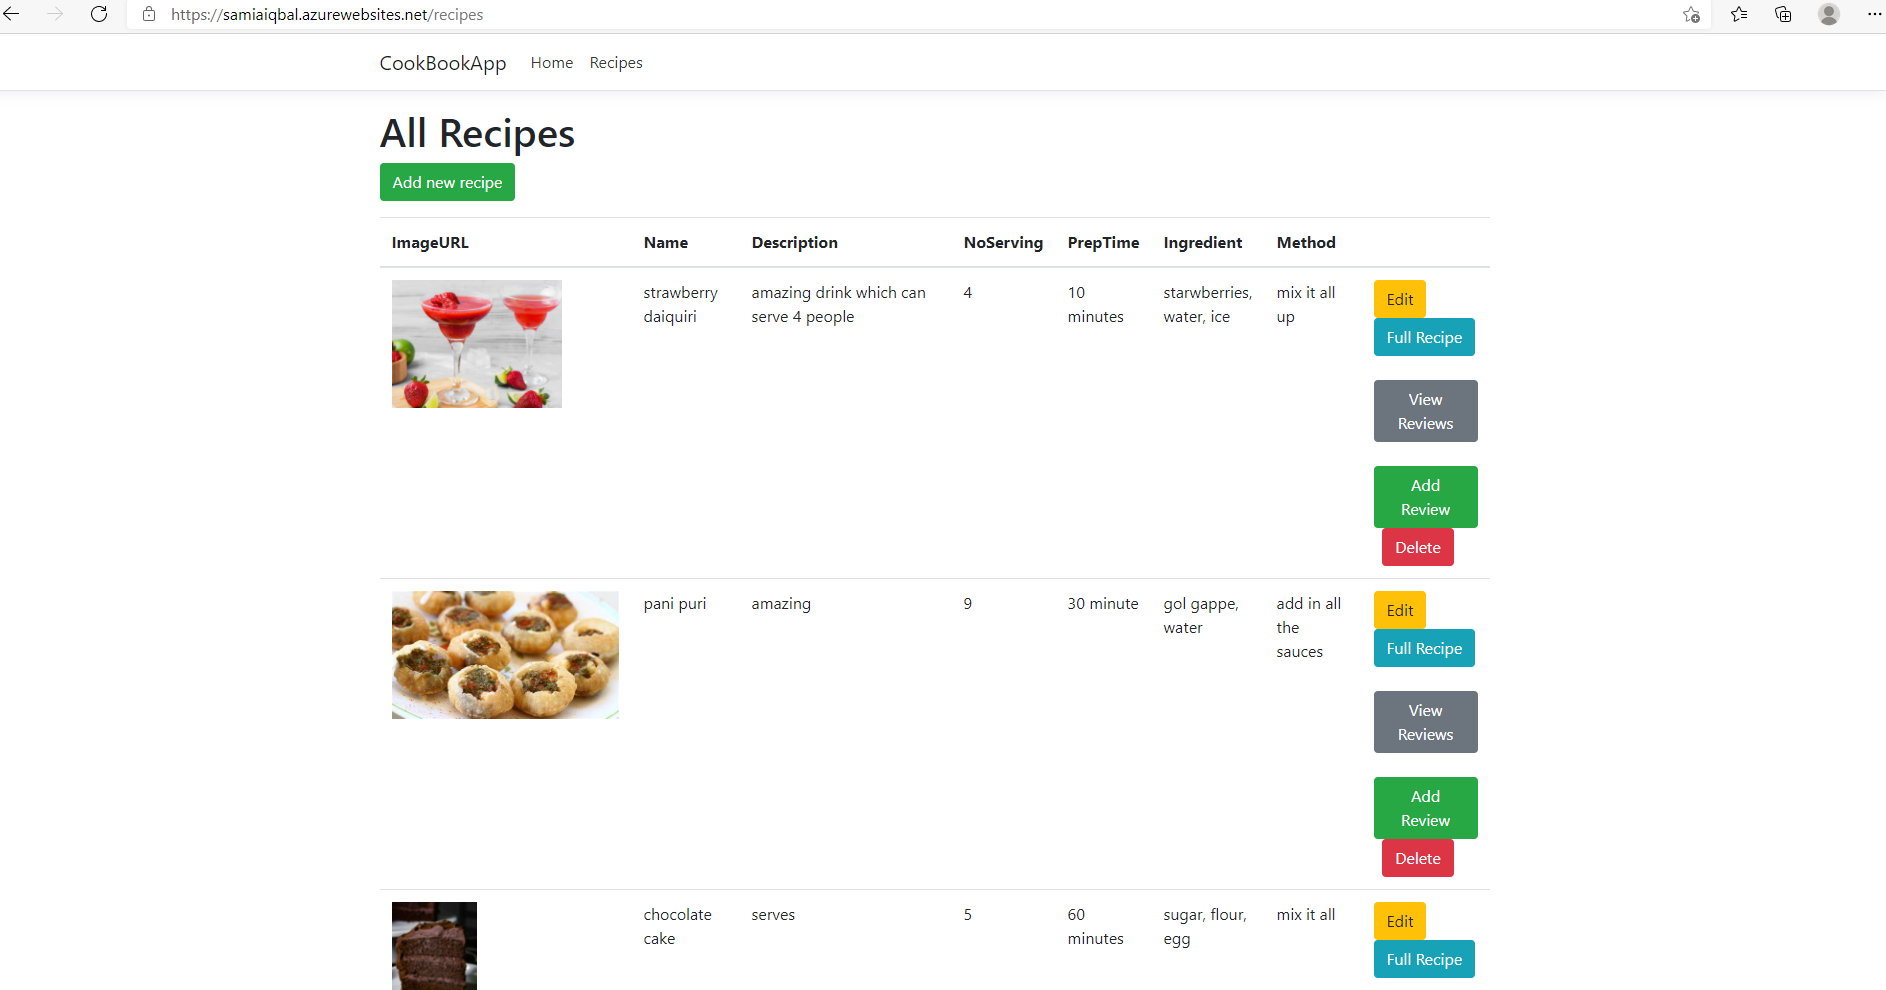 https://samiaiqbal.azurewebsites.net/recipes
CookBookApp Home Recipes
All Recipes
Add new recipe
ImageURL Name Description NoServing PrepTime Ingredient Method
strawberry daiquiri
amazing drink which can serve 4 people
4
10 minutes
starwberries, water, ice
mix it all up
Edit
Full Recipe
View
Reviews
Add
Review
Delete
pani puri
amazing
9
30 minute
gol gappe, water
add in all the sauces
Edit
Full Recipe
View
Reviews
Add
Review
Delete
chocolate cake
serves
5
60 minutes
sugar, flour, egg
mix it all
Edit
Full Recipe